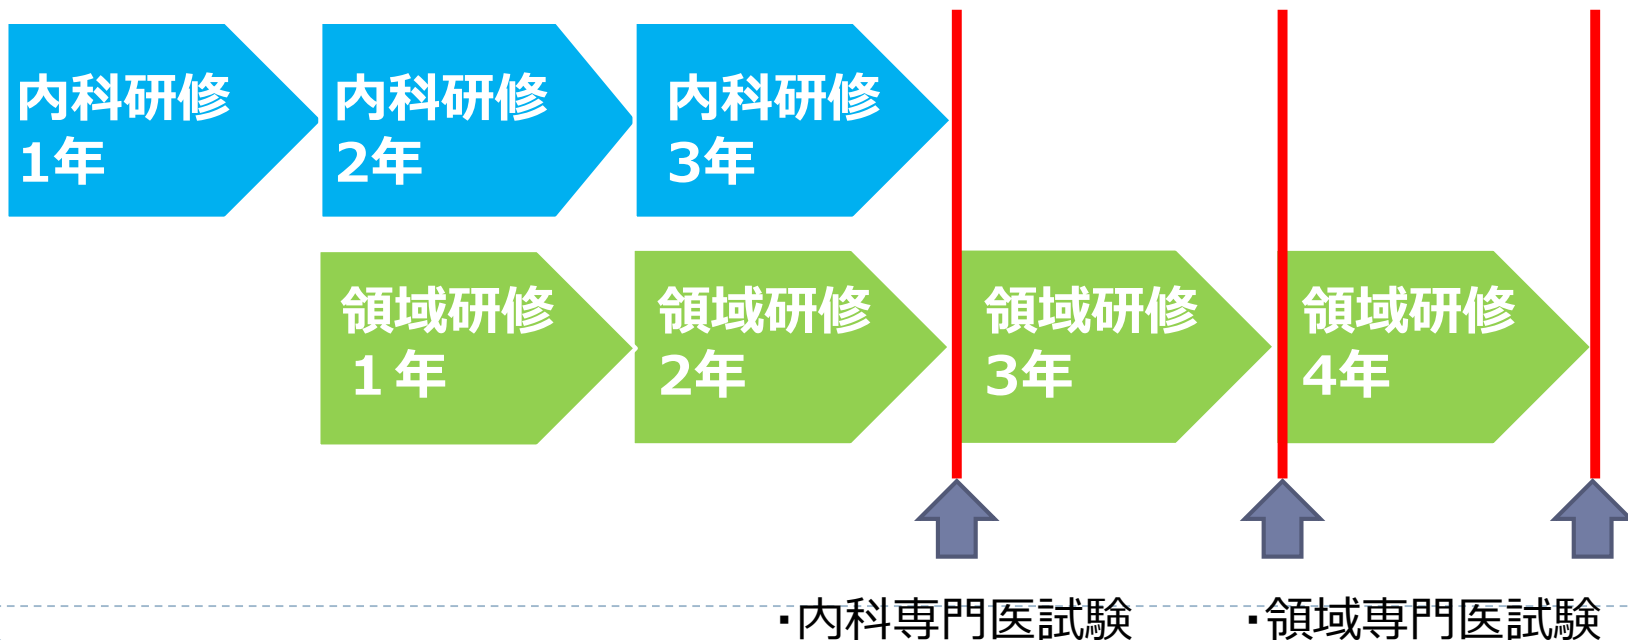 内科研修
1年
内科研修
2年
内科研修
3年
領域研修
1年
領域研修
2年
領域研修
3年
領域研修
4年
・内科専門医試験
・領域専門医試験